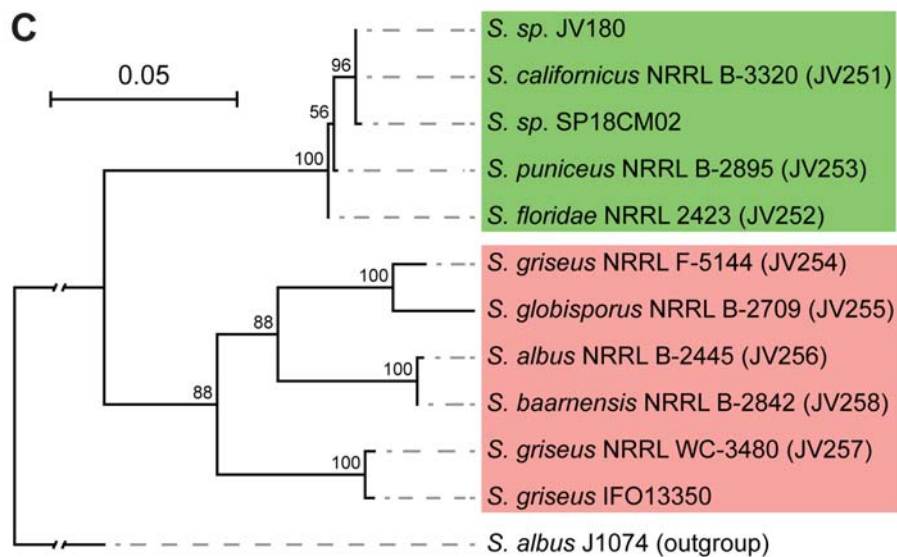 C
0.05
S. sp. JV180
96
S. californicus NRRL B-3320 (JV251)
S. sp. SP18CM02
56
100
S. puniceus NRRL B-2895 (JV253)
S. floridae NRRL 2423 (JV252)
S. griseus NRRL F-5144 (JV254)
100
S. globisporus NRRL B-2709 (JV255)
88
S. albus NRRL B-2445 (JV256)
100
88
S. baarnensis NRRL B-2842 (JV258)
S. griseus NRRL WC-3480 (JV257)
100
S. griseus IFO13350
S. albus J1074 (outgroup)